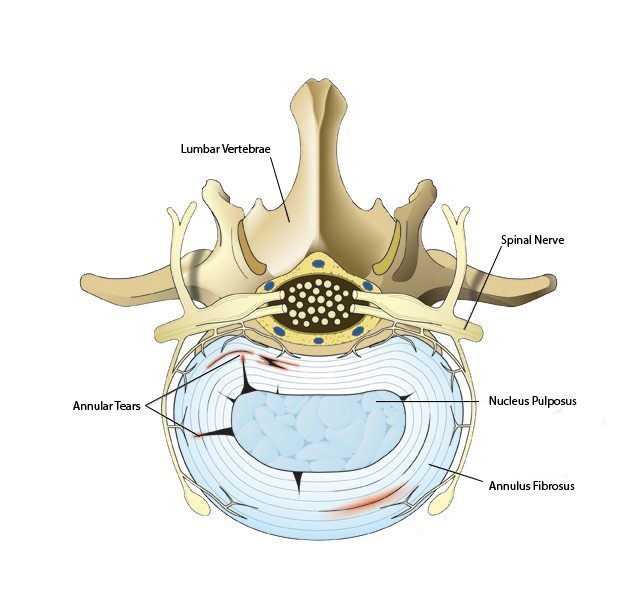 Lumbar Vertebrae
Spinal Nerve
Annular Tears
Nucleus Pulposus
Annulus Fibrosus